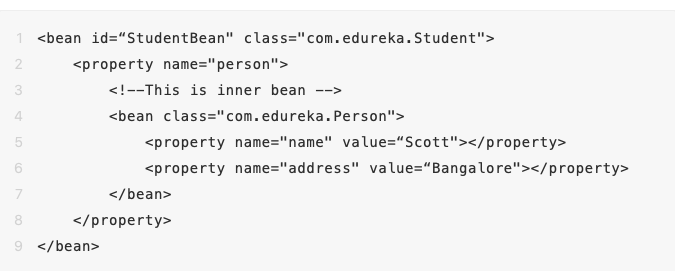 1 <bean id=“StudentBean" class="com.edureka.Student">
2 <property name="person">
3 <!--This is inner bean -->
4 <bean class="com.edureka.Person">
5 <property name="name" value=“Scott"></property>
6 <property name="address" value=“Bangalore"></property>
7 </bean>
8 </property>
9 </bean>